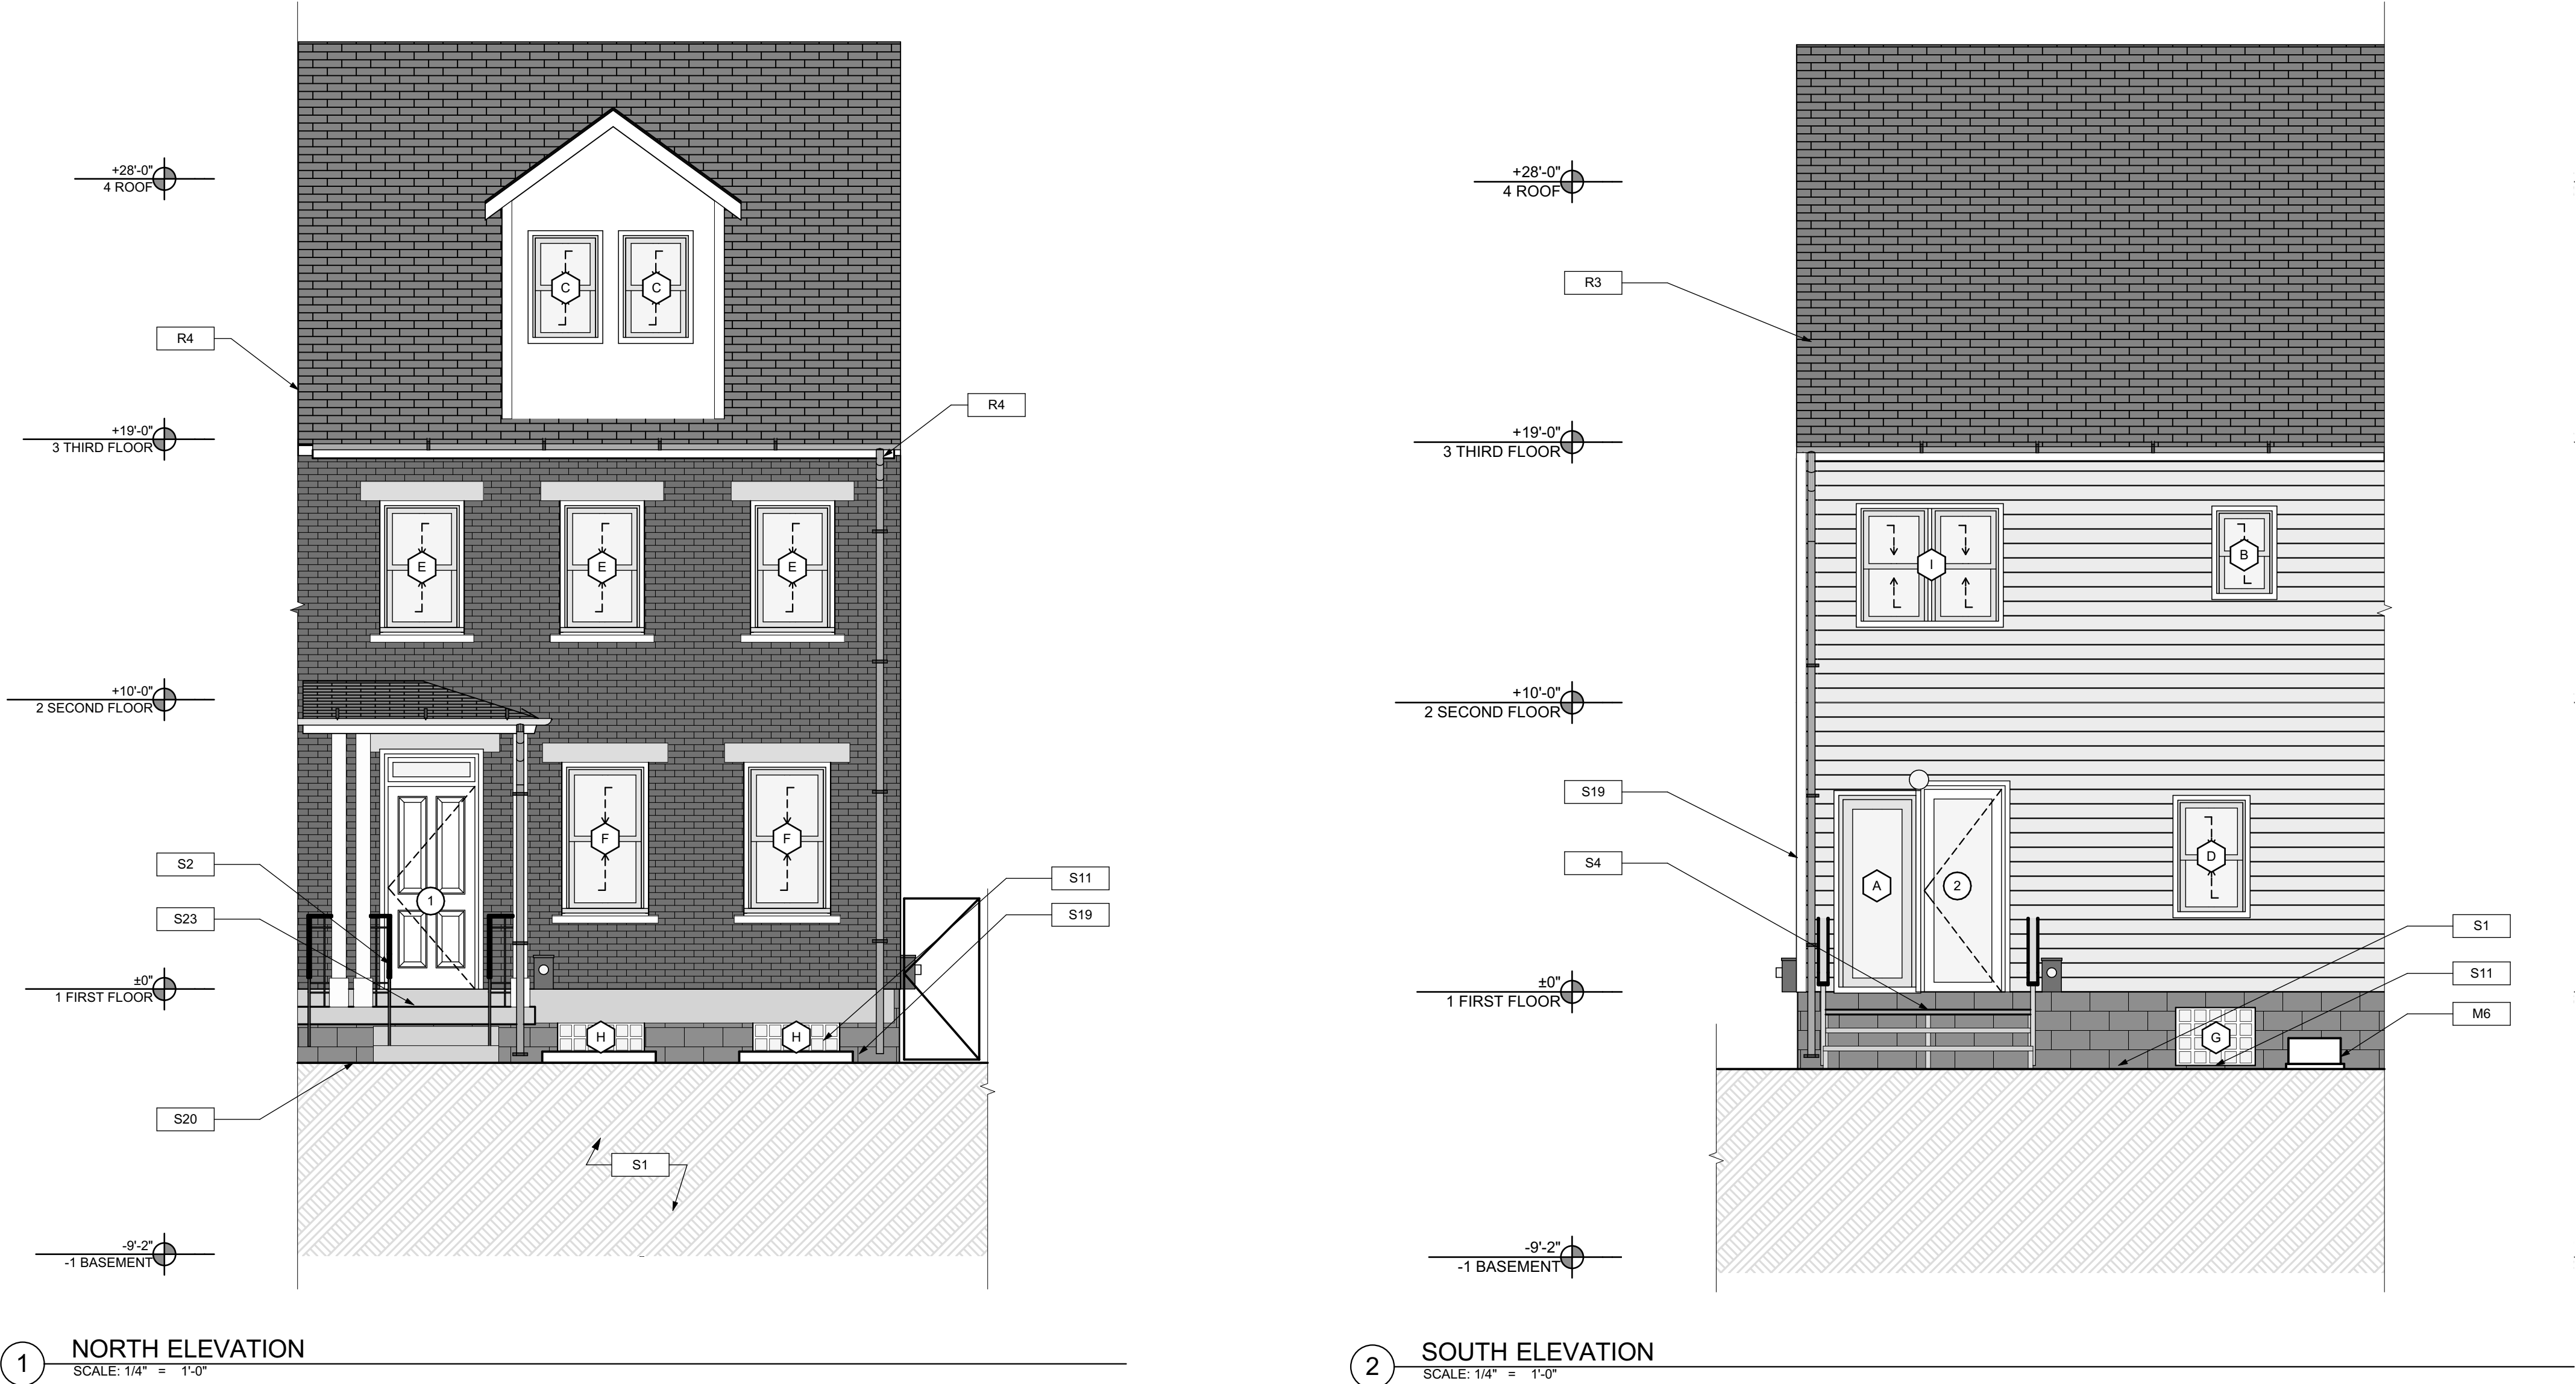 +28'-0"
4 ROOF
C
C
R4
R4
+19'-0"
3 THIRD FLOOR
E
E
E
+10'-0"
2 SECOND FLOOR
F
F
S2
S11
1
S23
S19
±0"
1 FIRST FLOOR
H
H
S20
S1
-9'-2"
-1 BASEMENT
1
NORTH ELEVATION
SCALE: 1/4" = 1'-0"
+28'-0"
4 ROOF
R3
+19'-0"
3 THIRD FLOOR
I
B
+10'-0"
2 SECOND FLOOR
S19
S4
D
A
2
S1
S11
±0"
1 FIRST FLOOR
M6
G
-9'-2"
-1 BASEMENT
2
SOUTH ELEVATION
SCALE: 1/4" = 1'-0"